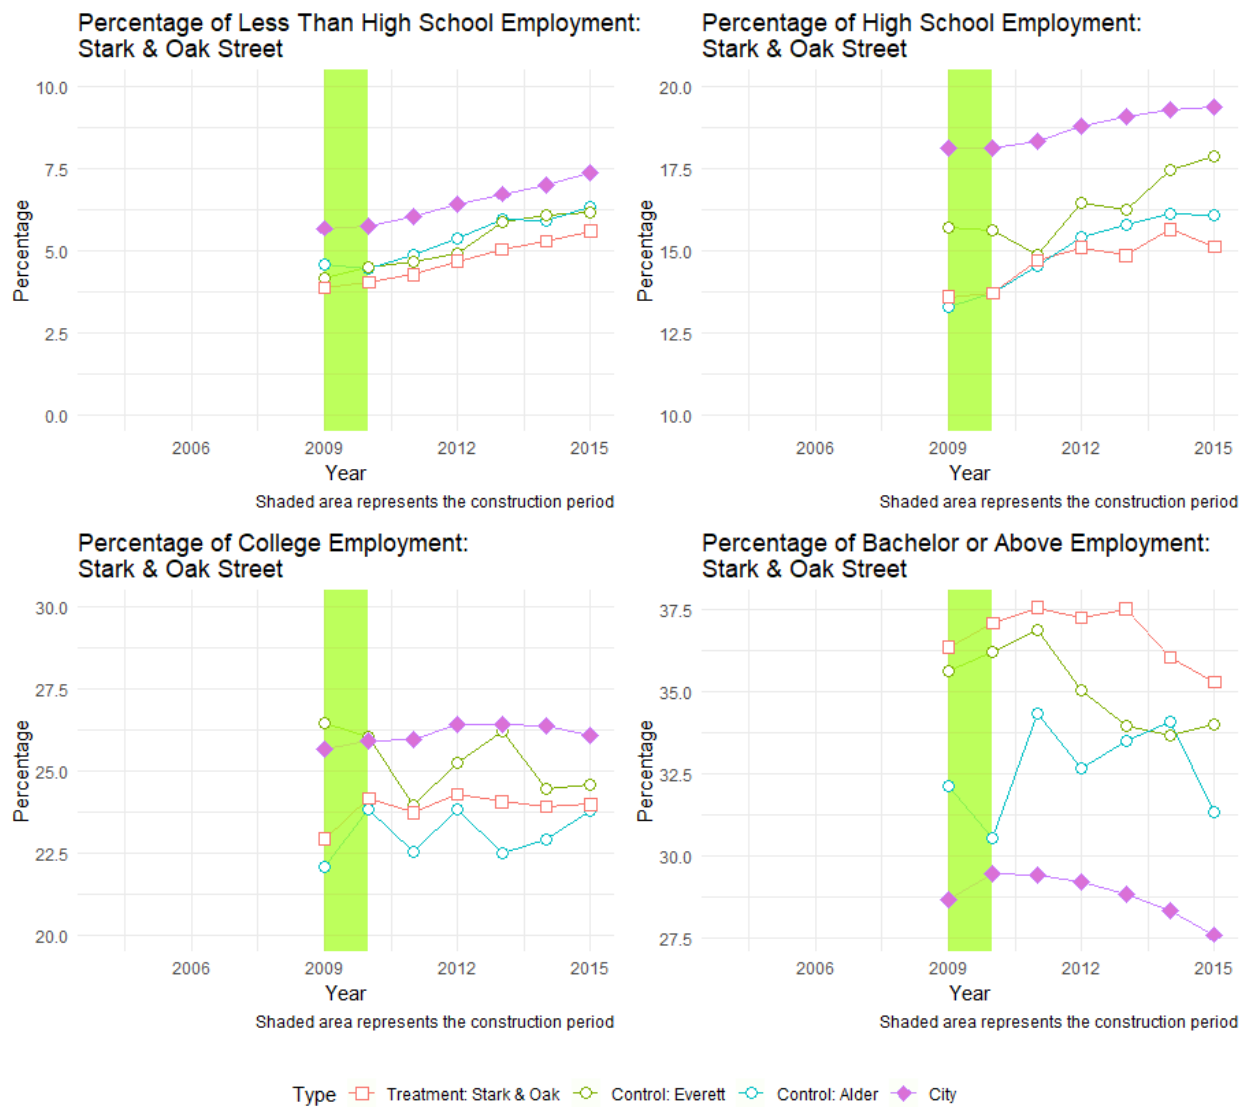 Percentage of Less Than High School Employment:
Stark & Oak Street
10.0
7.5
5.0
2.5
0.0
Percentage
2006 2009 2012 2015
Year
Shaded area represents the construction period
Percentage of High School Employment:
Stark & Oak Street
20.0
17.5
15.0
12.5
10.0
Percentage
2006 2009 2012 2015
Year
Shaded area represents the construction period
Percentage of College Employment:
Stark & Oak Street
30.0
27.5
25.0
22.5
20.0
Percentage
2006 2009 2012 2015
Year
Shaded area represents the construction period
Percentage of Bachelor or Above Employment:
Stark & Oak Street
37.5
35.0
32.5
30.0
27.5
Percentage
2006 2009 2012 2015
Year
Shaded area represents the construction period
Type Treatment: Stark & Oak Control: Everett Control: Alder City